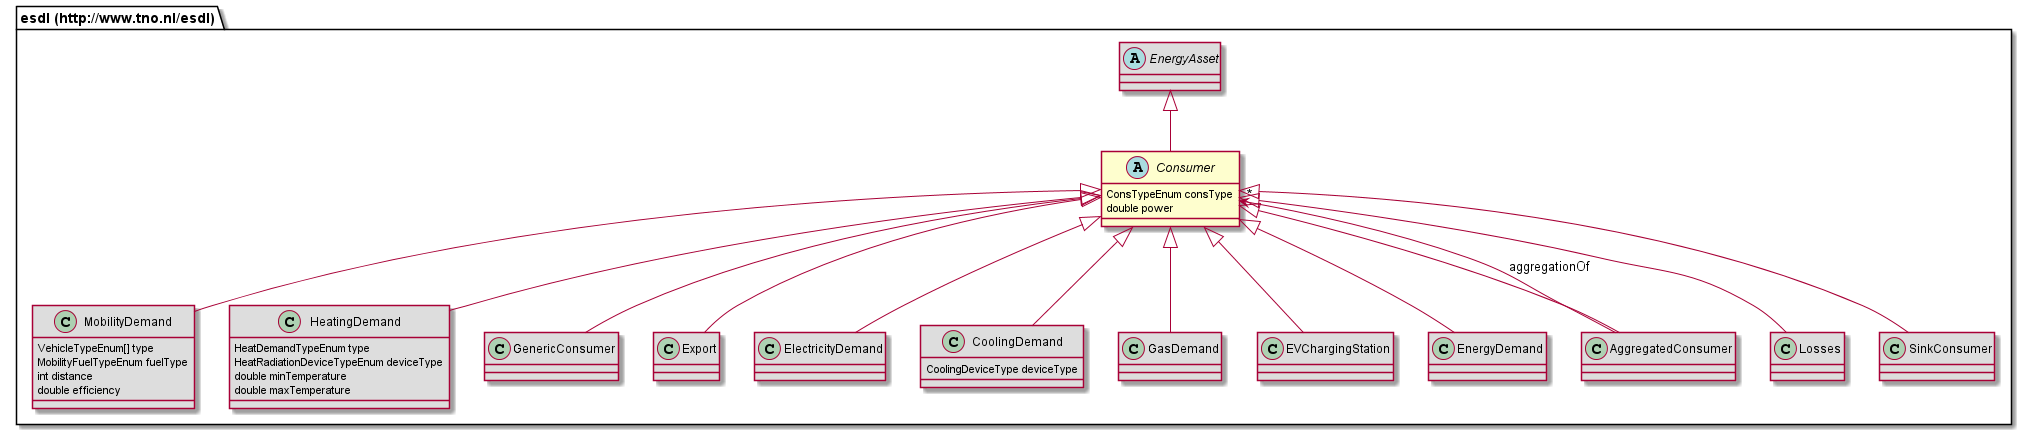 esdl (http://www.tno.nl/esdl)
A EnergyAsset
A Consumer
ConsTypeEnum consType
double power
*
aggregationOf
C MobilityDemand
VehicleTypeEnum[] type
MobilityFuelTypeEnum fuelType
int distance
double efficiency
C HeatingDemand
HeatDemandTypeEnum type
HeatRadiationDeviceTypeEnum deviceType
double minTemperature
double maxTemperature
C GenericConsumer
C Export
C ElectricityDemand
C CoolingDemand
CoolingDeviceType deviceType
C GasDemand
C EVChargingStation
C EnergyDemand
C AggregatedConsumer
C Losses
C SinkConsumer